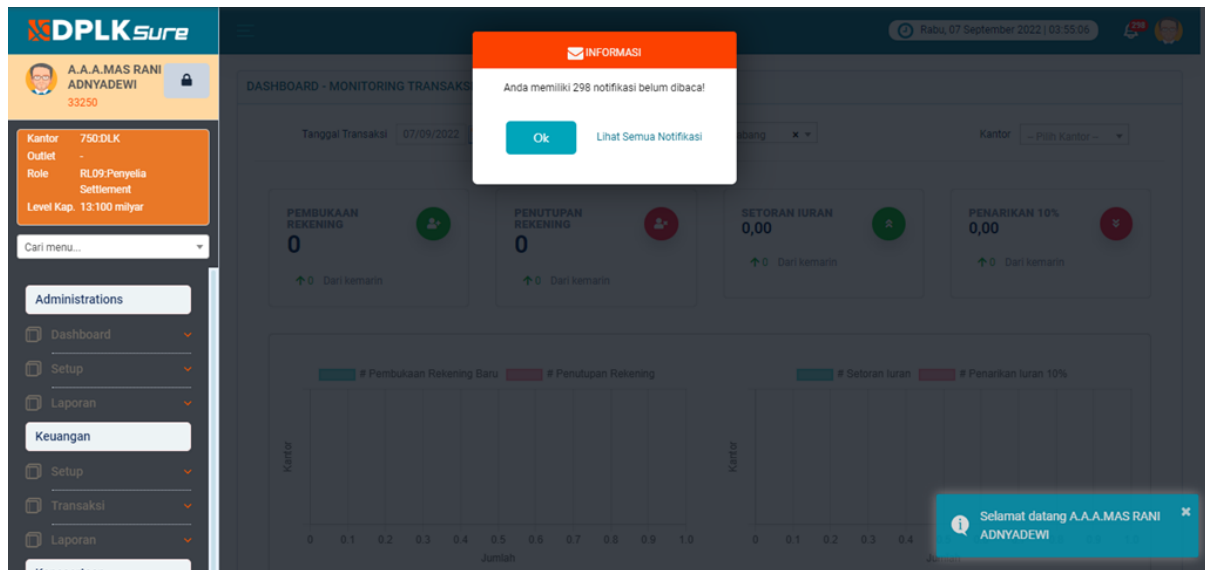 DPLKsure
A.A.A.MAS RANI
ADNYADEWI
33250
Kantor 750:DLK
Outlet -
Role RL09:Penyelia
Settlement
Level Kap. 13:100 milyar
Cari menu...
Administrations
Dashboard
Setup
Laporan
Keuangan
Setup
Transaksi
Laporan
Rabu, 07 September 2022 | 03:55:06
298
INFORMASI
Anda memiliki 298 notifikasi belum dibaca!
Ok Lihat Semua Notifikasi
DASHBOARD - MONITORING TRANSAKS
Tanggal Transaksi 07/09/2022 abang × Kantor -- Pilih Kantor --
PEMBUKAAN
REKENING
0
0 Dari kemarin
PENUTUPAN
REKENING
0
0 Dari kemarin
SETORAN IURAN
0,00
0 Dari kemarin
PENARIKAN 10%
0,00
0 Dari kemarin
# Pembukaan Rekening Baru # Penutupan Rekening
Kantor
0 0.1 0.2 0.3 0.4 0.5 0.6 0.7 0.8 0.9 1.0
Jumlah
# Setoran Iuran # Penarikan Iuran 10%
Kantor
0 0.1 0.2 0.3 0.4
Selamat datang A.A.A.MAS RANI
ADNYADEWI
×